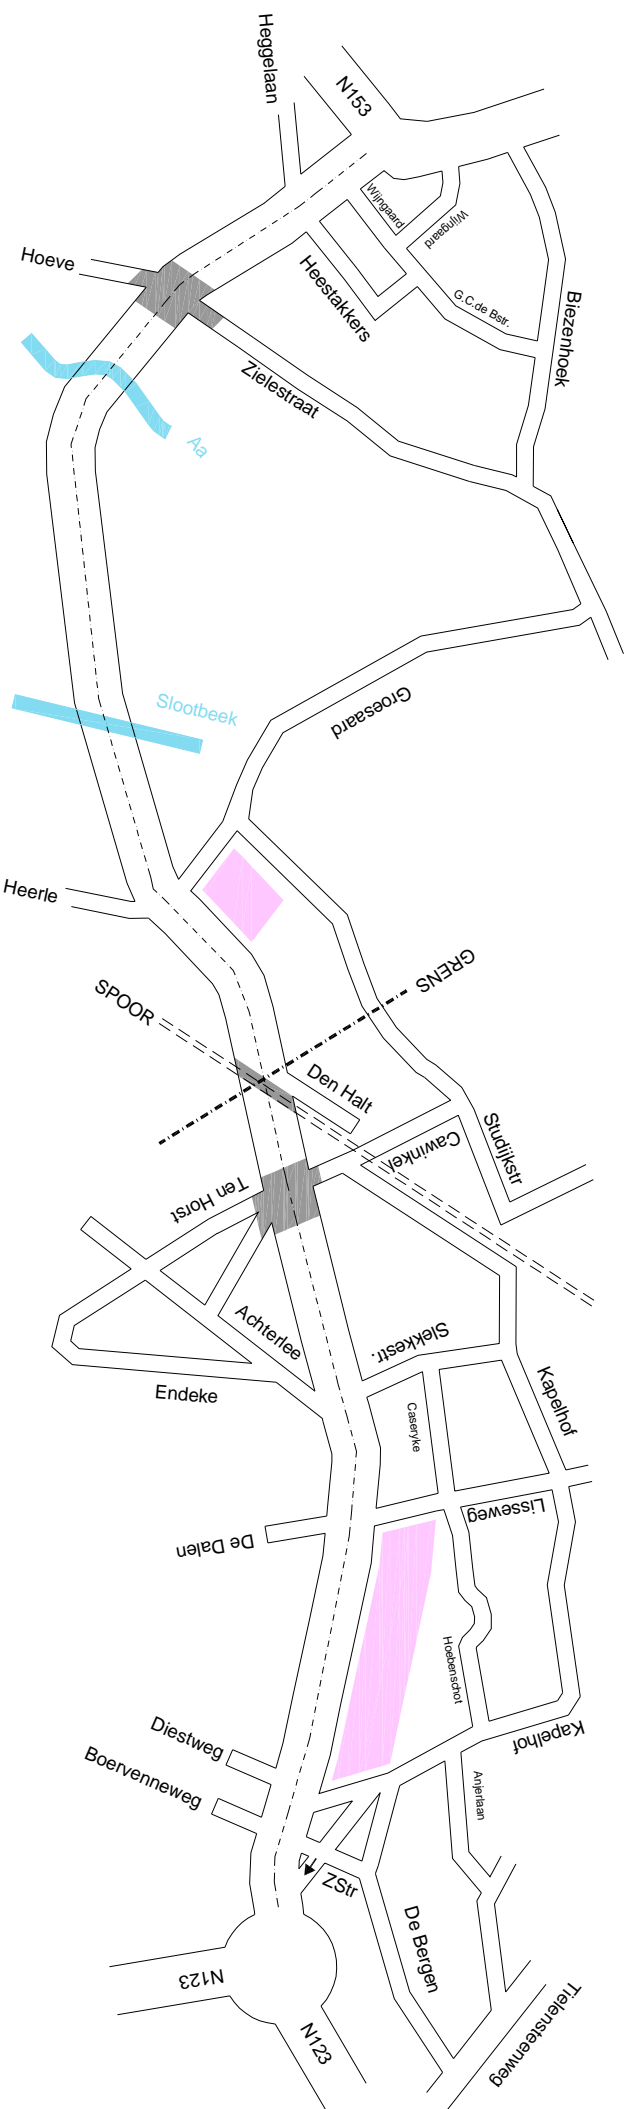 Heggelaan
N153
Wijngaard
Wijngaard
Hoeve
Heestakkers
G.C.de Bstr.
Biezenhoek
Zielestraat
Aa
Groesaard
Slootbeek
Heerle
GRENS
SPOOR
Den Halt
Studijkstr
Cawinkel
Ten Horst
Achterlee
Slekkestr.
Endeke
Kapelhof
Caseryke
Lisseweg
De Dalen
Hoebenschot
Diestweg
Kapelhof
Boervenneweg
Anjerlaan
ZStr
De Bergen
N123
N123
Tielensteenweg